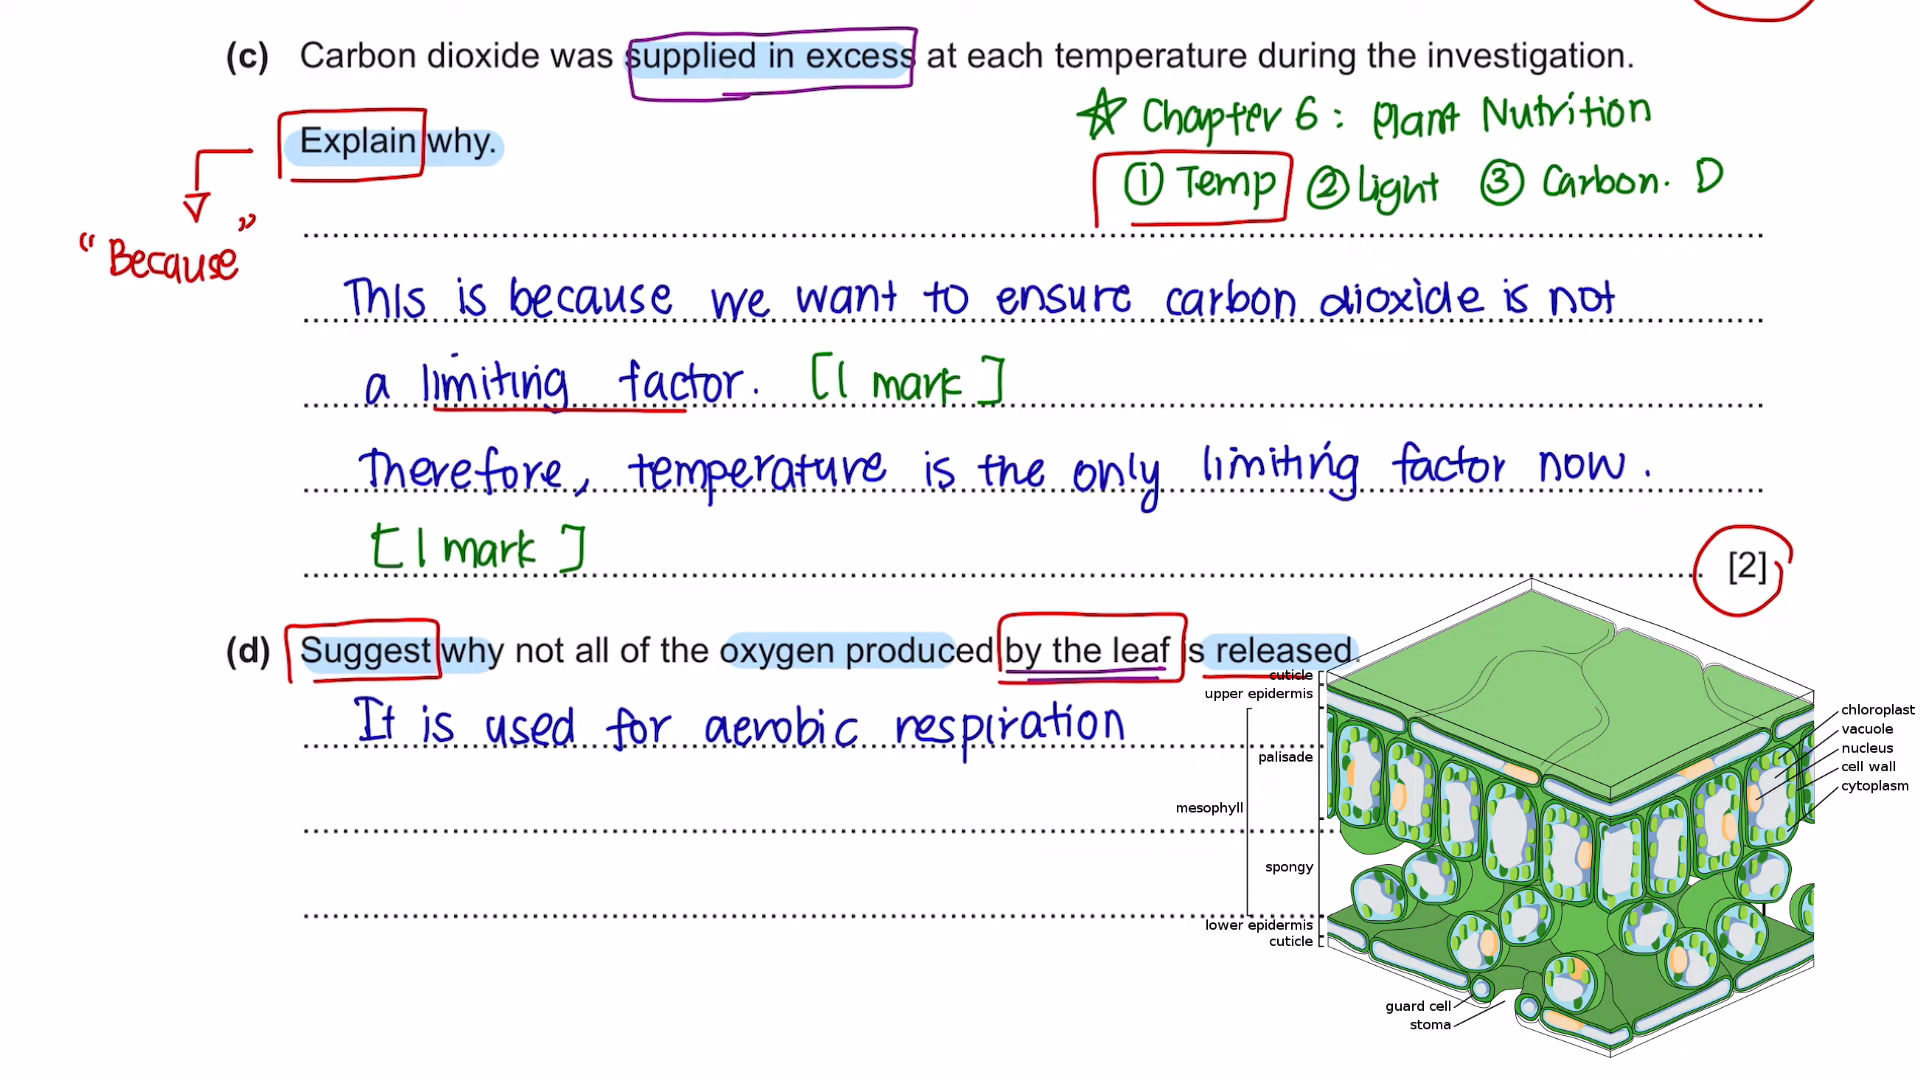 (c) Carbon dioxide was supplied in excess at each temperature during the investigation.
☆ Chapter 6: Plant Nutrition
Explain why.
① Temp ② Light ③ Carbon. D
"Because"
This is because we want to ensure carbon dioxide is not
a limiting factor. [1 mark]
Therefore, temperature is the only limiting factor now.
[1 mark]
[2]
(d) Suggest why not all of the oxygen produced by the leaf is released.
It is used for aerobic respiration
cuticle
upper epidermis
palisade
mesophyll
spongy
lower epidermis
cuticle
guard cell
stoma
chloroplast
vacuole
nucleus
cell wall
cytoplasm